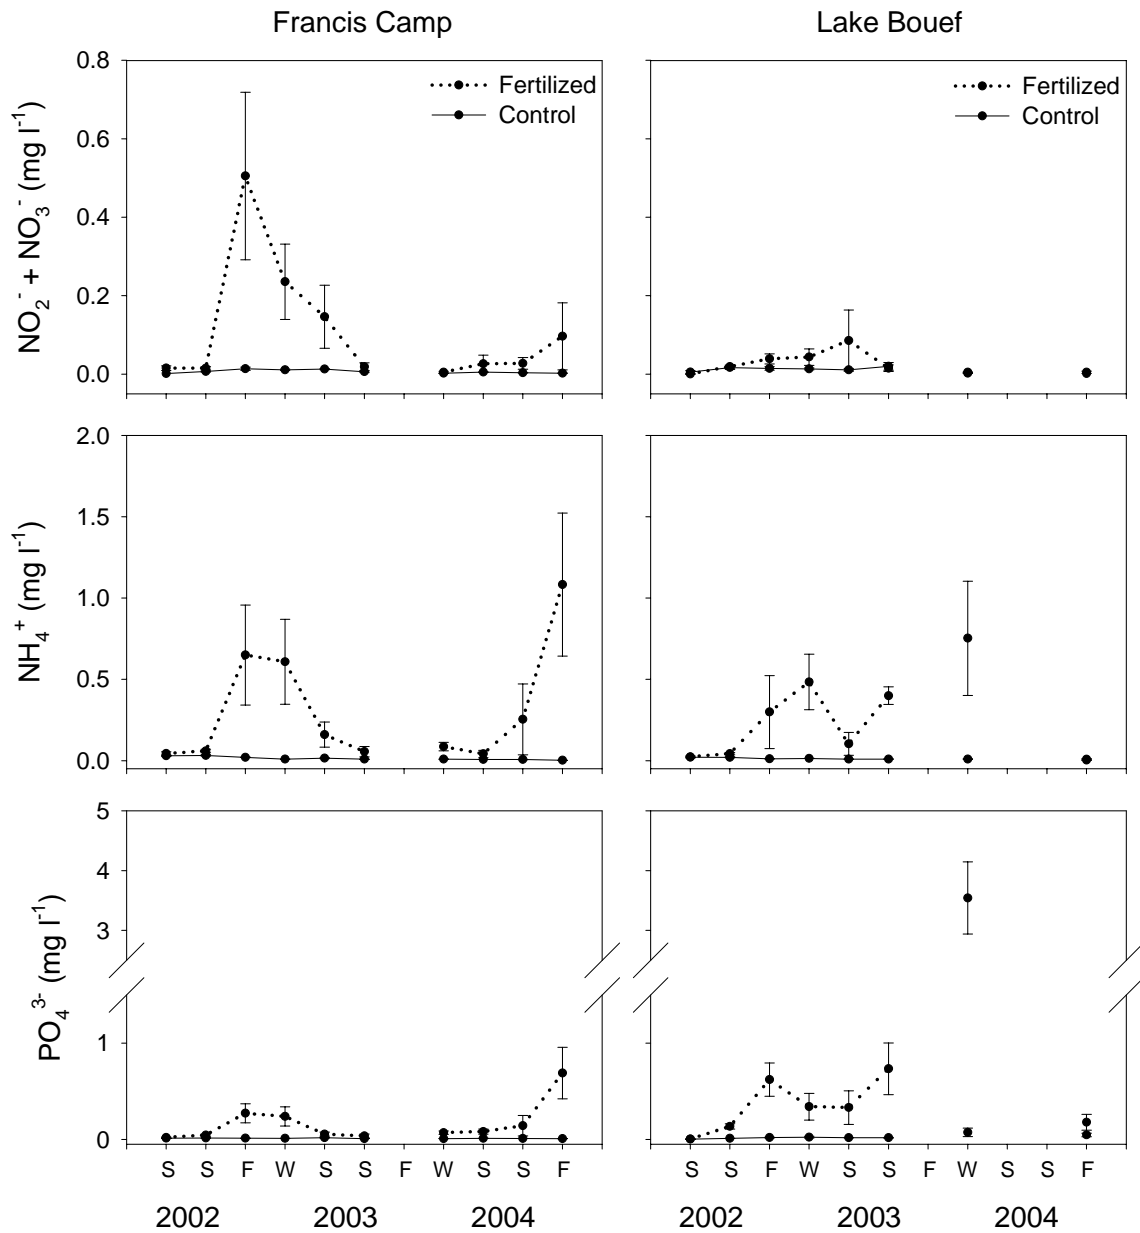 Francis Camp
Lake Bouef
0.8
0.6
0.4
0.2
0.0
NO₂⁻ + NO₃⁻ (mg l⁻¹)
Fertilized
Control
Fertilized
Control
2.0
1.5
1.0
0.5
0.0
NH₄⁺ (mg l⁻¹)
5
4
3
1
0
PO₄³⁻ (mg l⁻¹)
S S F W S S F W S S F
S S F W S S F W S S F
2002 2003 2004
2002 2003 2004